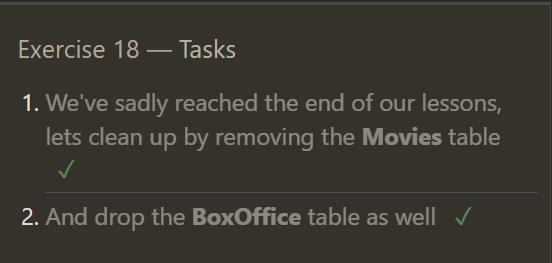 Exercise 18 — Tasks
1. We've sadly reached the end of our lessons,
lets clean up by removing the Movies table
✓
2. And drop the BoxOffice table as well ✓